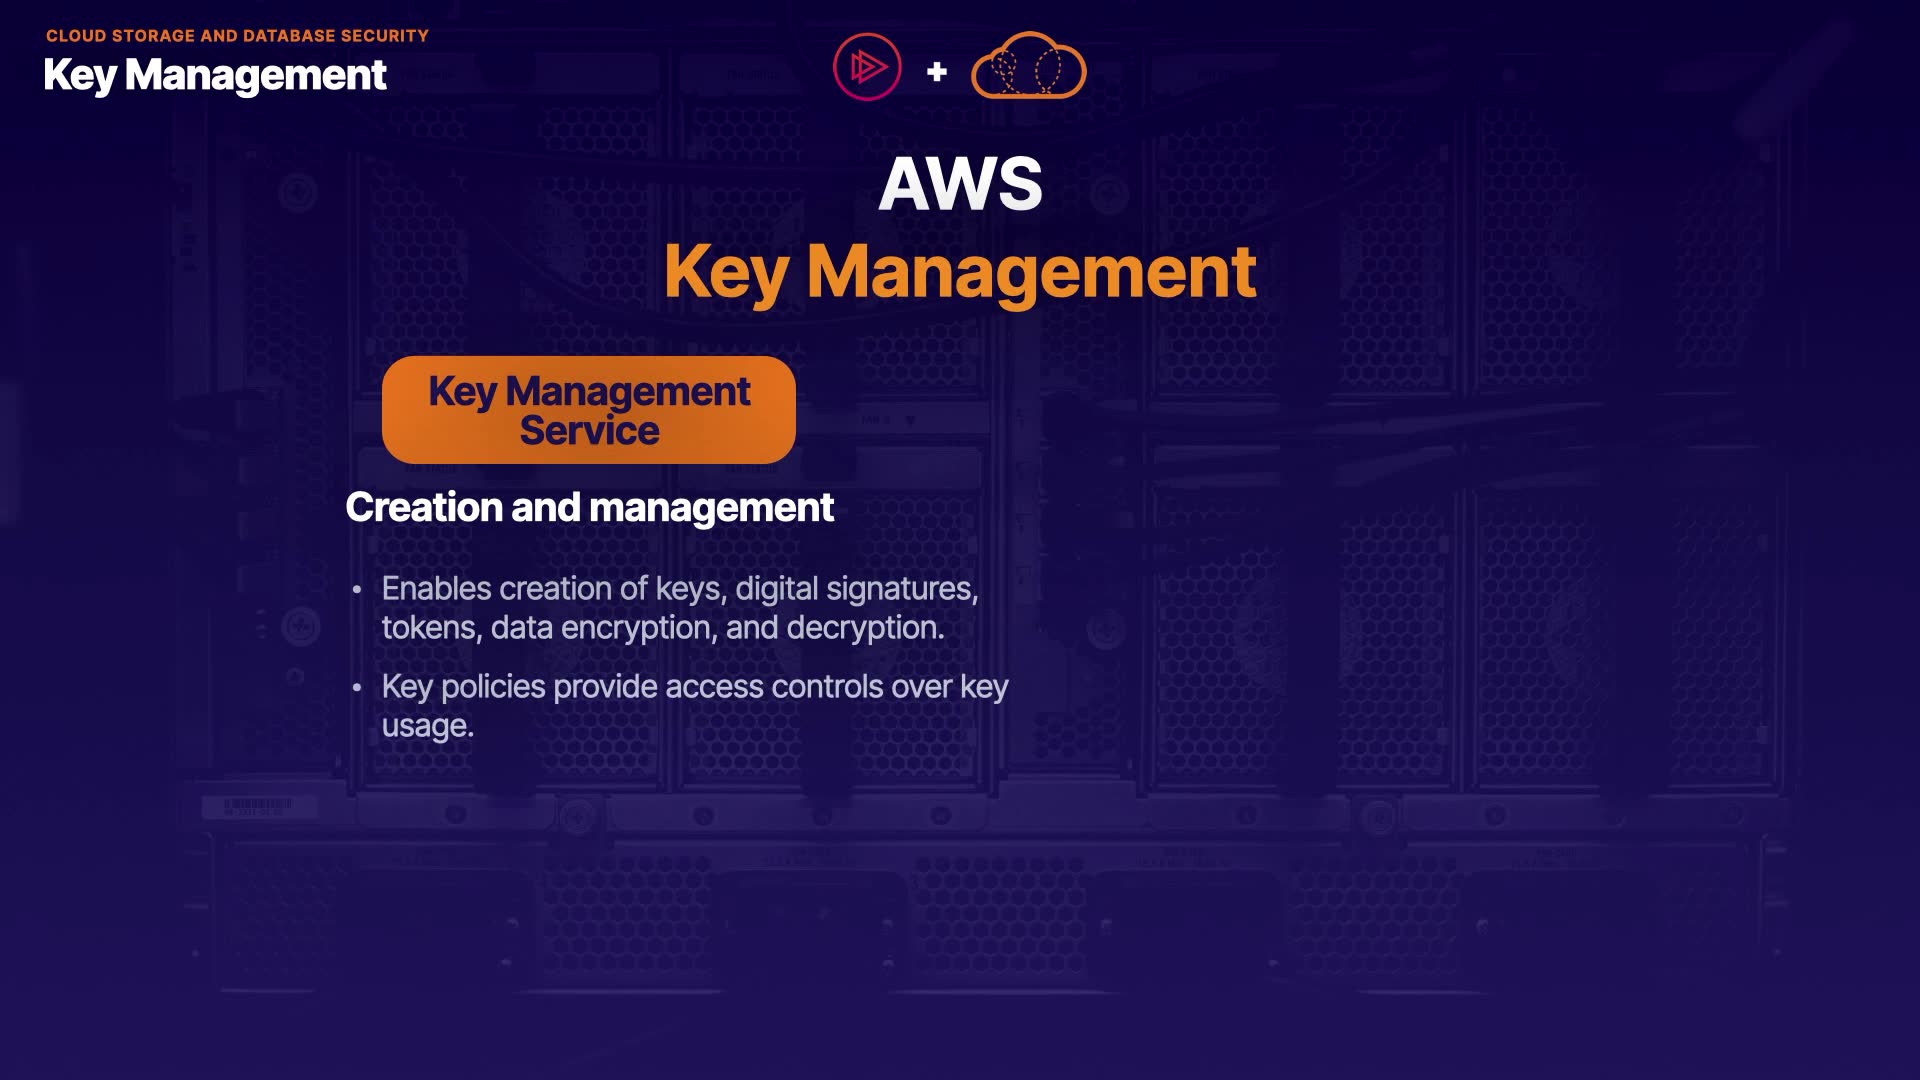 CLOUD STORAGE AND DATABASE SECURITY
Key Management
+
AWS
Key Management
Key Management
Service
Creation and management
• Enables creation of keys, digital signatures,
tokens, data encryption, and decryption.
• Key policies provide access controls over key
usage.